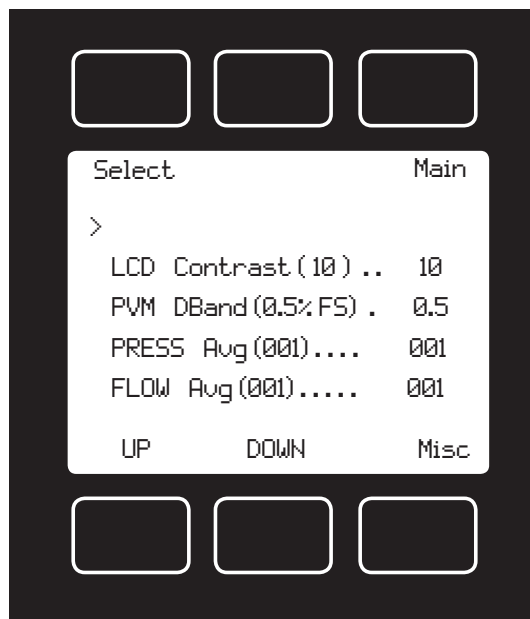 Select Main
>
LCD Contrast(10).. 10
PVM DBand(0.5% FS). 0.5
PRESS Avg(001).... 001
FLOW Avg(001)..... 001
UP DOWN Misc